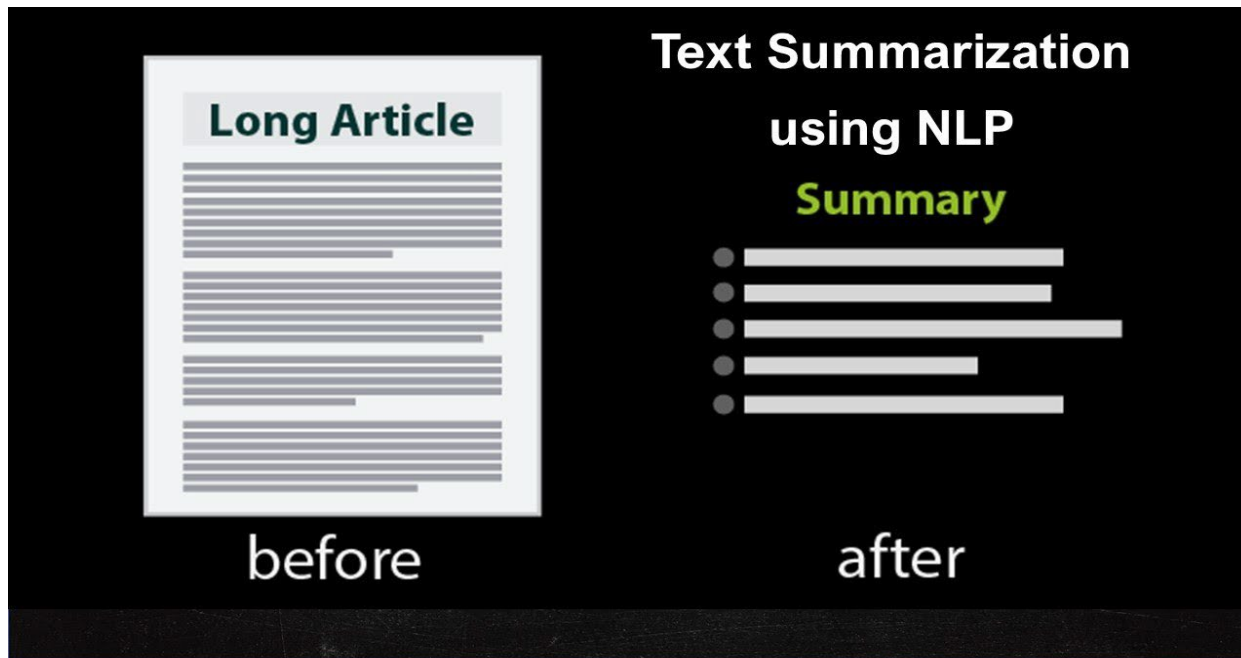 Long Article
before
Text Summarization
using NLP
Summary
after